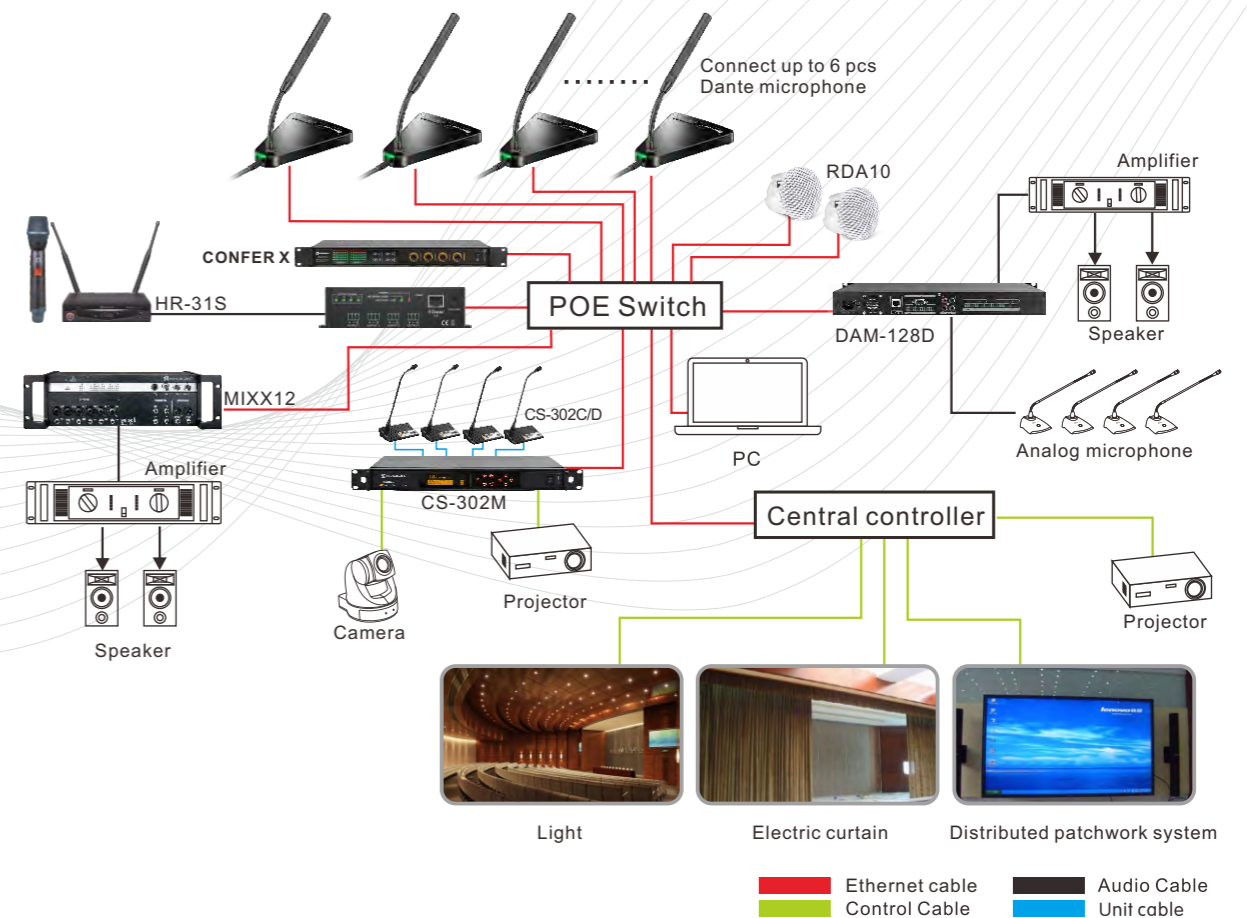 Connect up to 6 pcs
Dante microphone
RDA10
Amplifier
CONFER X
HR-31S
POE Switch
DAM-128D
Speaker
MIXX12
CS-302C/D
PC
Analog microphone
Amplifier
CS-302M
Central controller
Projector
Camera
Projector
Speaker
lenovo
Light
Electric curtain
Distributed patchwork system
Ethernet cable
Audio Cable
Control Cable
Unit cable